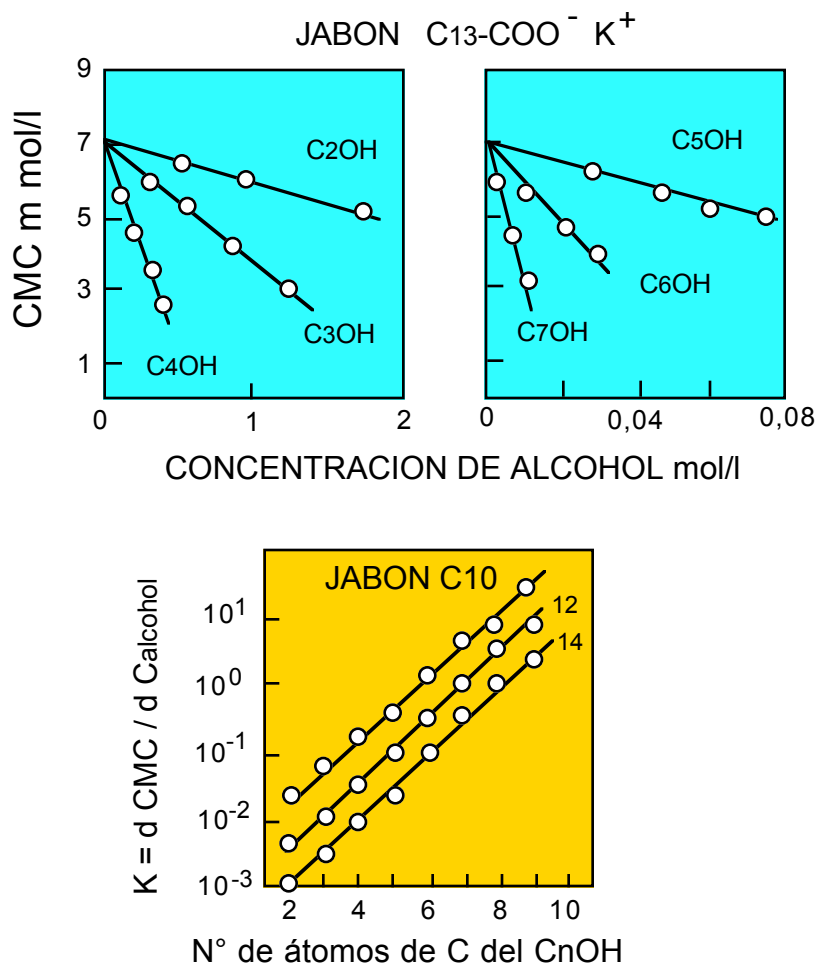 JABON C13-COO⁻ K⁺
CMC m mol/l
9
7
5
3
1
C2OH
C3OH
C4OH
0
1
2
C5OH
C6OH
C7OH
0
0,04
0,08
CONCENTRACION DE ALCOHOL mol/l
K = d CMC / d Calcohol
JABON C10
12
14
10¹
10⁰
10⁻¹
10⁻²
10⁻³
2 4 6 8 10
N° de átomos de C del CnOH